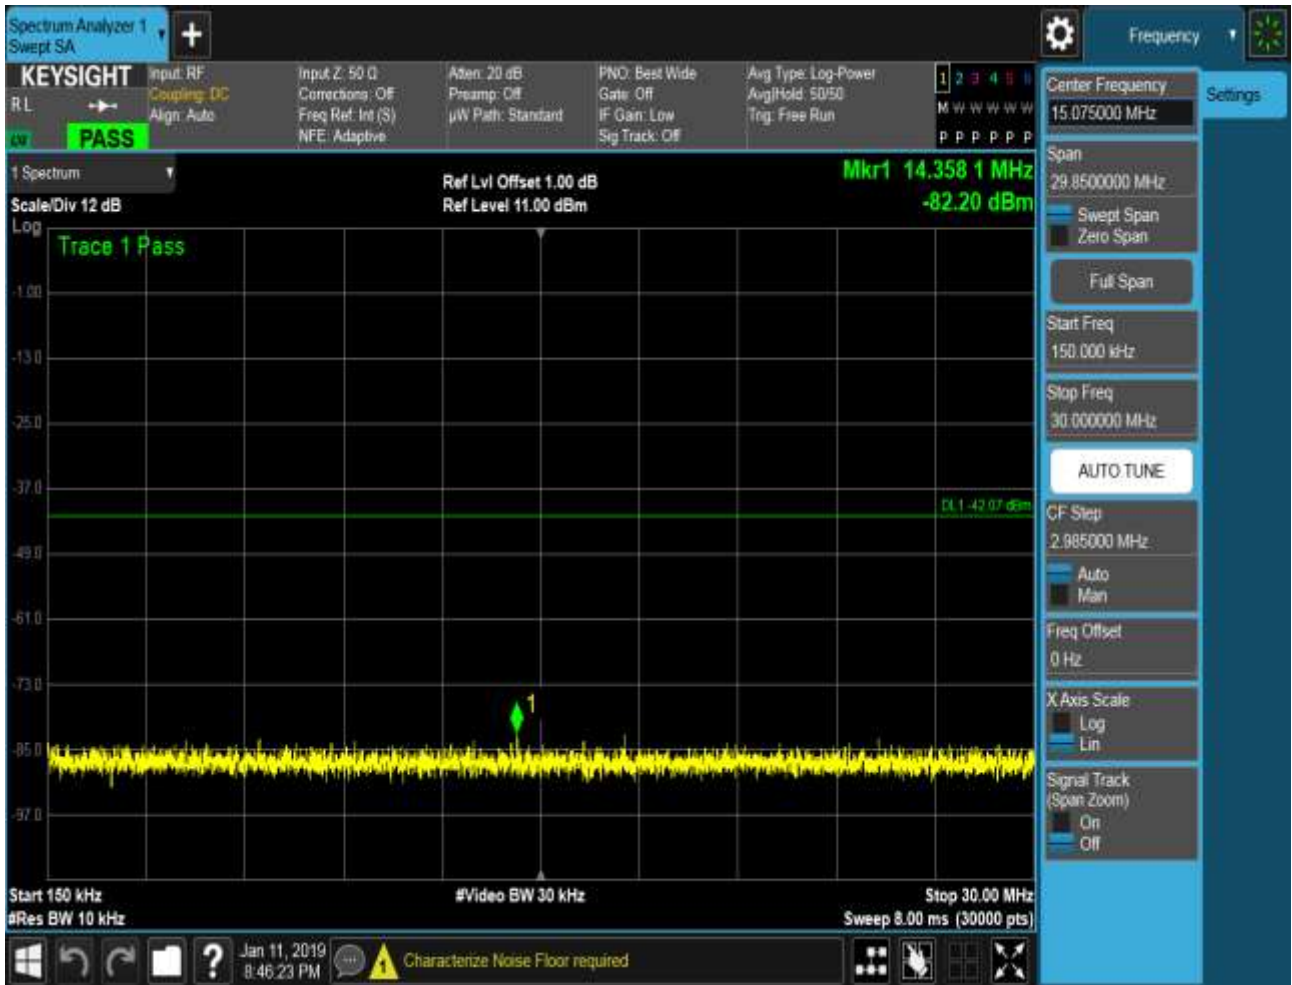 Spectrum Analyzer 1
Swept SA
Frequency
KEYSIGHT
R L
PASS
Input: RF
Coupling: DC
Align: Auto
Input Z: 50 Ω
Corrections: Off
Freq Ref: Int (S)
NFE: Adaptive
Atten: 20 dB
Preamp: Off
µW Path: Standard
PNO: Best Wide
Gate: Off
IF Gain: Low
Sig Track: Off
Avg Type: Log-Power
Avg|Hold: 50/50
Trig: Free Run
1 2 3 4 5 6
M W W W W W
P P P P P P
1 Spectrum
Scale/Div 12 dB
Ref Lvl Offset 1.00 dB
Ref Level 11.00 dBm
Mkr1 14.358 1 MHz
-82.20 dBm
Log
Trace 1 Pass
-1.00
-13.0
-25.0
-37.0
DL1 -42.07 dBm
-49.0
-61.0
-73.0
1
-85.0
-97.0
Start 150 kHz
#Res BW 10 kHz
#Video BW 30 kHz
Stop 30.00 MHz
Sweep 8.00 ms (30000 pts)
Center Frequency
15.075000 MHz
Settings
Span
29.8500000 MHz
Swept Span
Zero Span
Full Span
Start Freq
150.000 kHz
Stop Freq
30.000000 MHz
AUTO TUNE
CF Step
2.985000 MHz
Auto
Man
Freq Offset
0 Hz
X Axis Scale
Log
Lin
Signal Track
(Span Zoom)
On
Off
?
Jan 11, 2019
8:46:23 PM
1
Characterize Noise Floor required